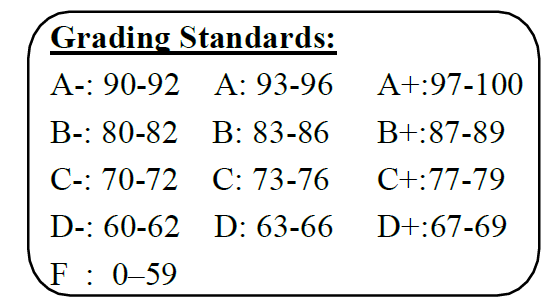 Grading Standards:
A-: 90-92 A: 93-96 A+:97-100
B-: 80-82 B: 83-86 B+:87-89
C-: 70-72 C: 73-76 C+:77-79
D-: 60-62 D: 63-66 D+:67-69
F : 0–59